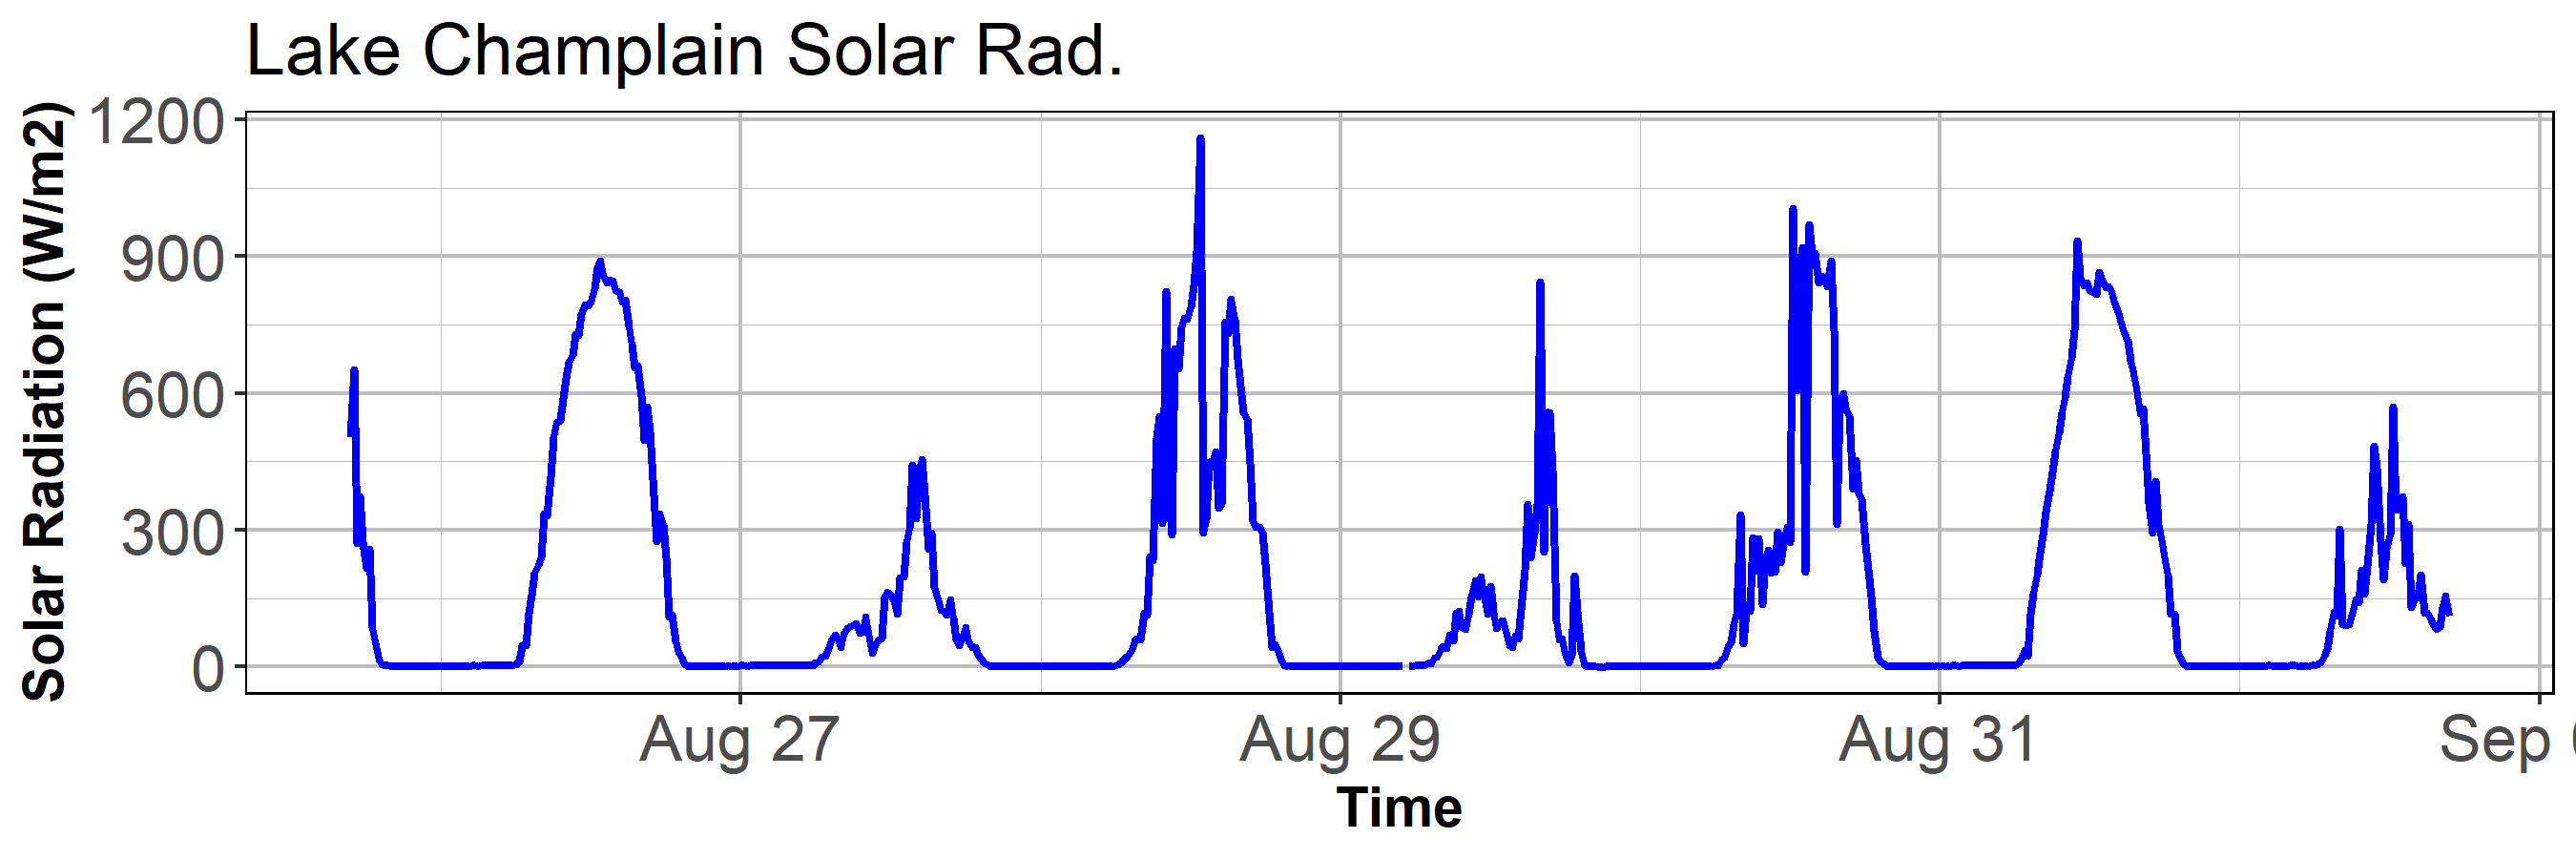 Lake Champlain Solar Rad.
Solar Radiation (W/m2)
1200
900
600
300
0
Aug 27 Aug 29 Aug 31 Sep
Time